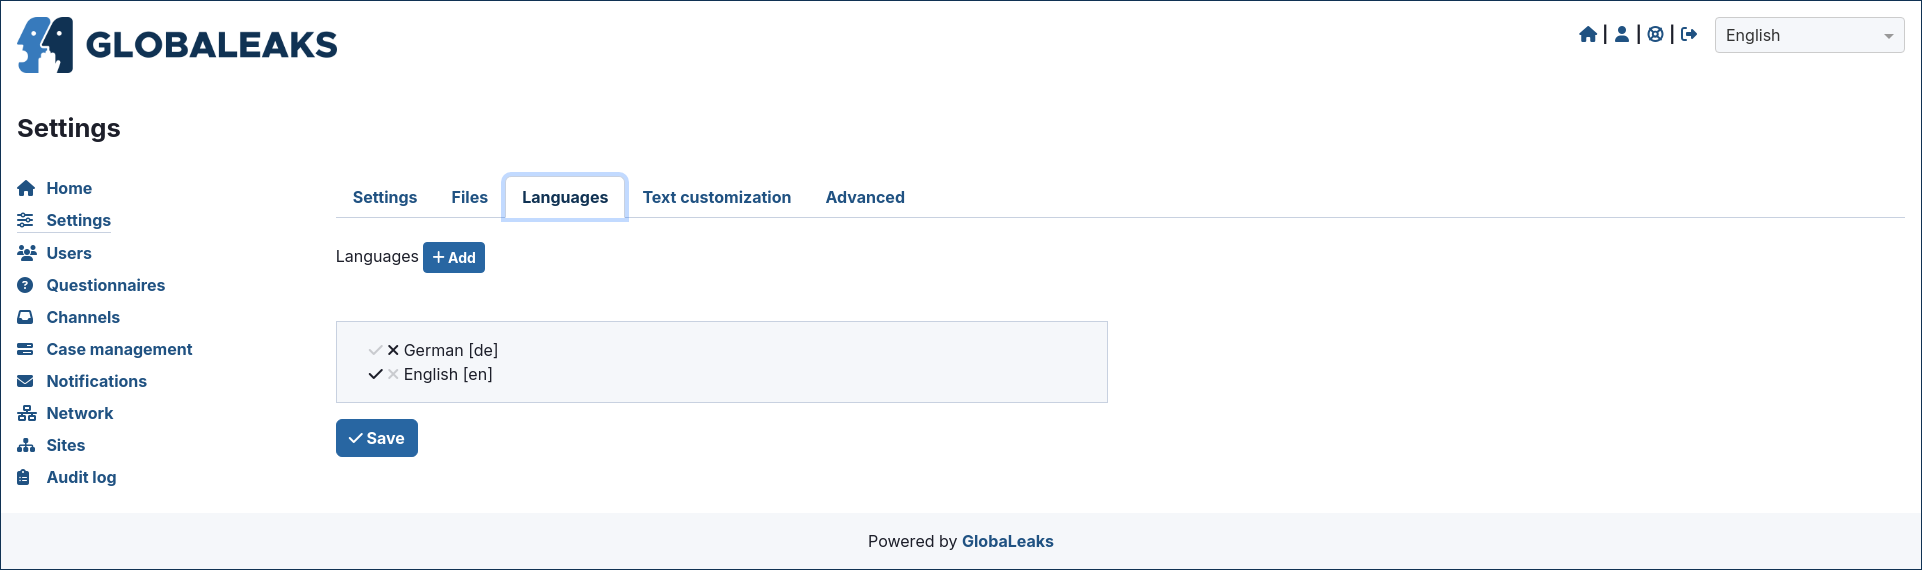 GLOBALEAKS
English
Settings
Home
Settings
Users
Questionnaires
Channels
Case management
Notifications
Network
Sites
Audit log
Settings Files Languages Text customization Advanced
Languages Add
German [de]
English [en]
Save
Powered by GlobaLeaks